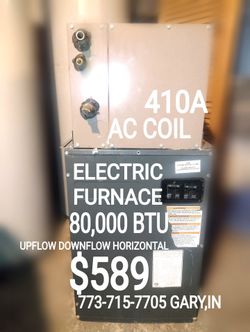 410A
AC COIL
ELECTRIC
FURNACE
80,000 BTU
UPFLOW DOWNFLOW HORIZONTAL
$589
773-715-7705 GARY,IN